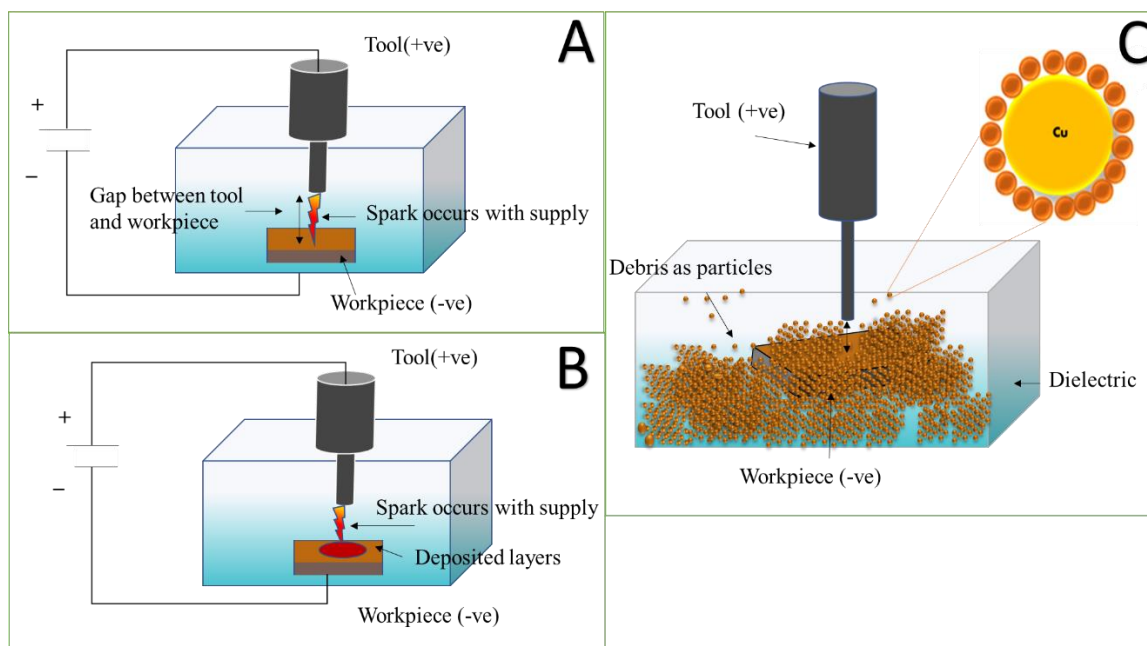 A
Tool(+ve)
+
−
Gap between tool
and workpiece
Spark occurs with supply
Workpiece (-ve)
B
Tool(+ve)
+
−
Spark occurs with supply
Deposited layers
Workpiece (-ve)
C
Tool (+ve)
Cu
Debris as particles
Dielectric
Workpiece (-ve)